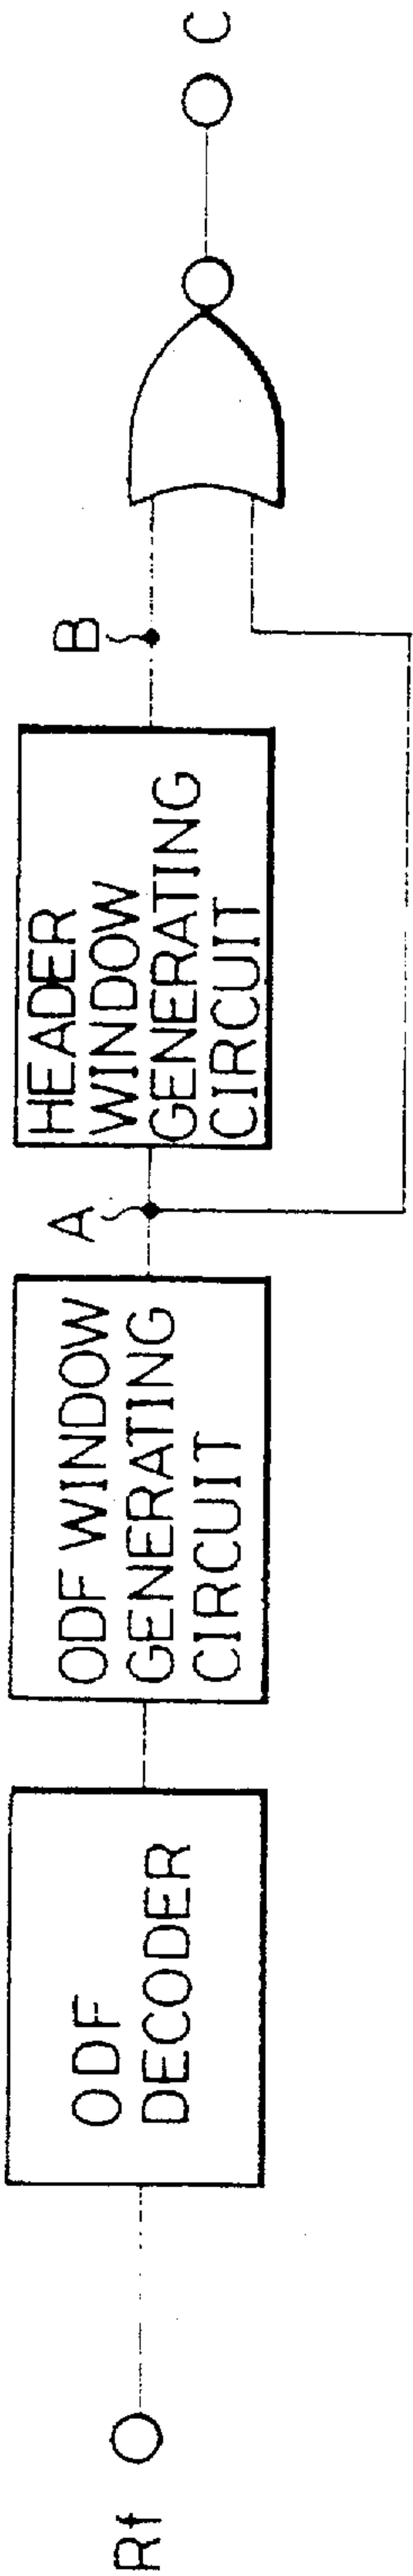 Rf
ODF
DECODER
ODF WINDOW
GENERATING
CIRCUIT
A
HEADER
WINDOW
GENERATING
CIRCUIT
B
C